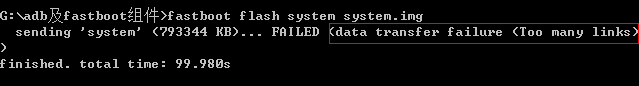 G:\adb及fastboot组件>fastboot flash system system.img
sending 'system' (793344 KB)... FAILED (data transfer failure (Too many links)
)
finished. total time: 99.980s